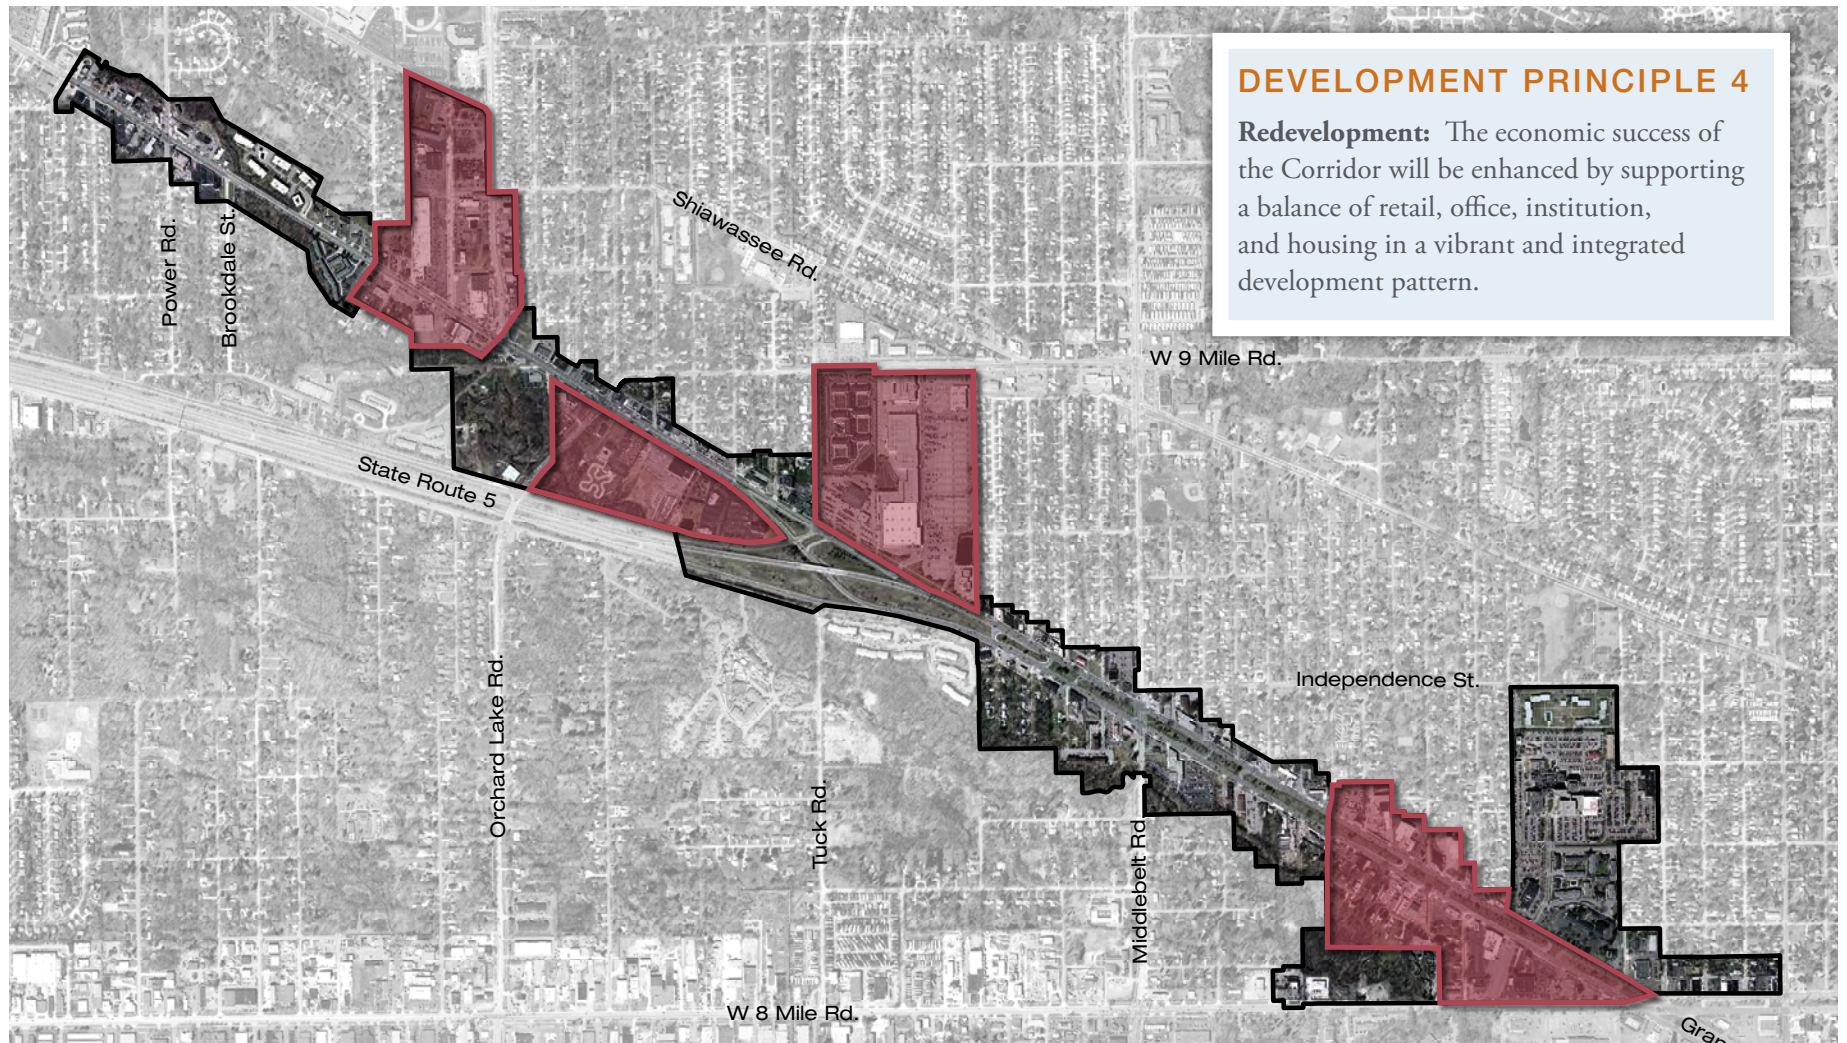 DEVELOPMENT PRINCIPLE 4
Redevelopment: The economic success of
the Corridor will be enhanced by supporting
a balance of retail, office, institution,
and housing in a vibrant and integrated
development pattern.
Shiawassee Rd.
Power Rd.
Brookdale St.
W 9 Mile Rd.
State Route 5
Independence St.
Orchard Lake Rd.
Tuck Rd.
Middlebelt Rd.
W 8 Mile Rd.
Gran